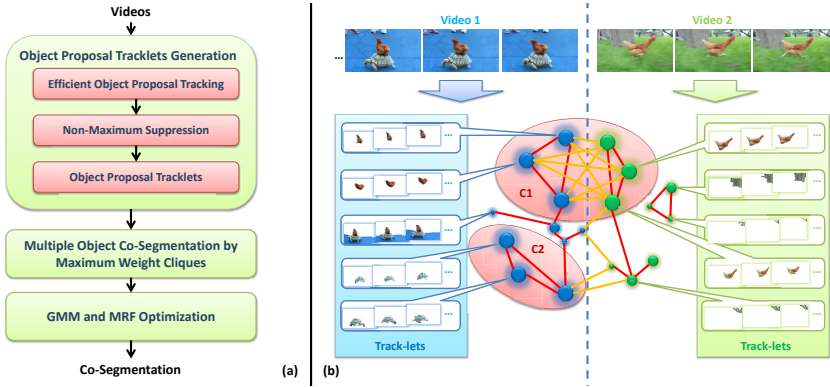 Videos
Object Proposal Tracklets Generation
Efficient Object Proposal Tracking
Non-Maximum Suppression
Object Proposal Tracklets
Multiple Object Co-Segmentation by
Maximum Weight Cliques
GMM and MRF Optimization
Co-Segmentation
(a)
Video 1
Video 2
...
...
...
...
...
...
C1
C2
...
...
...
...
...
Track-lets
Track-lets
(b)